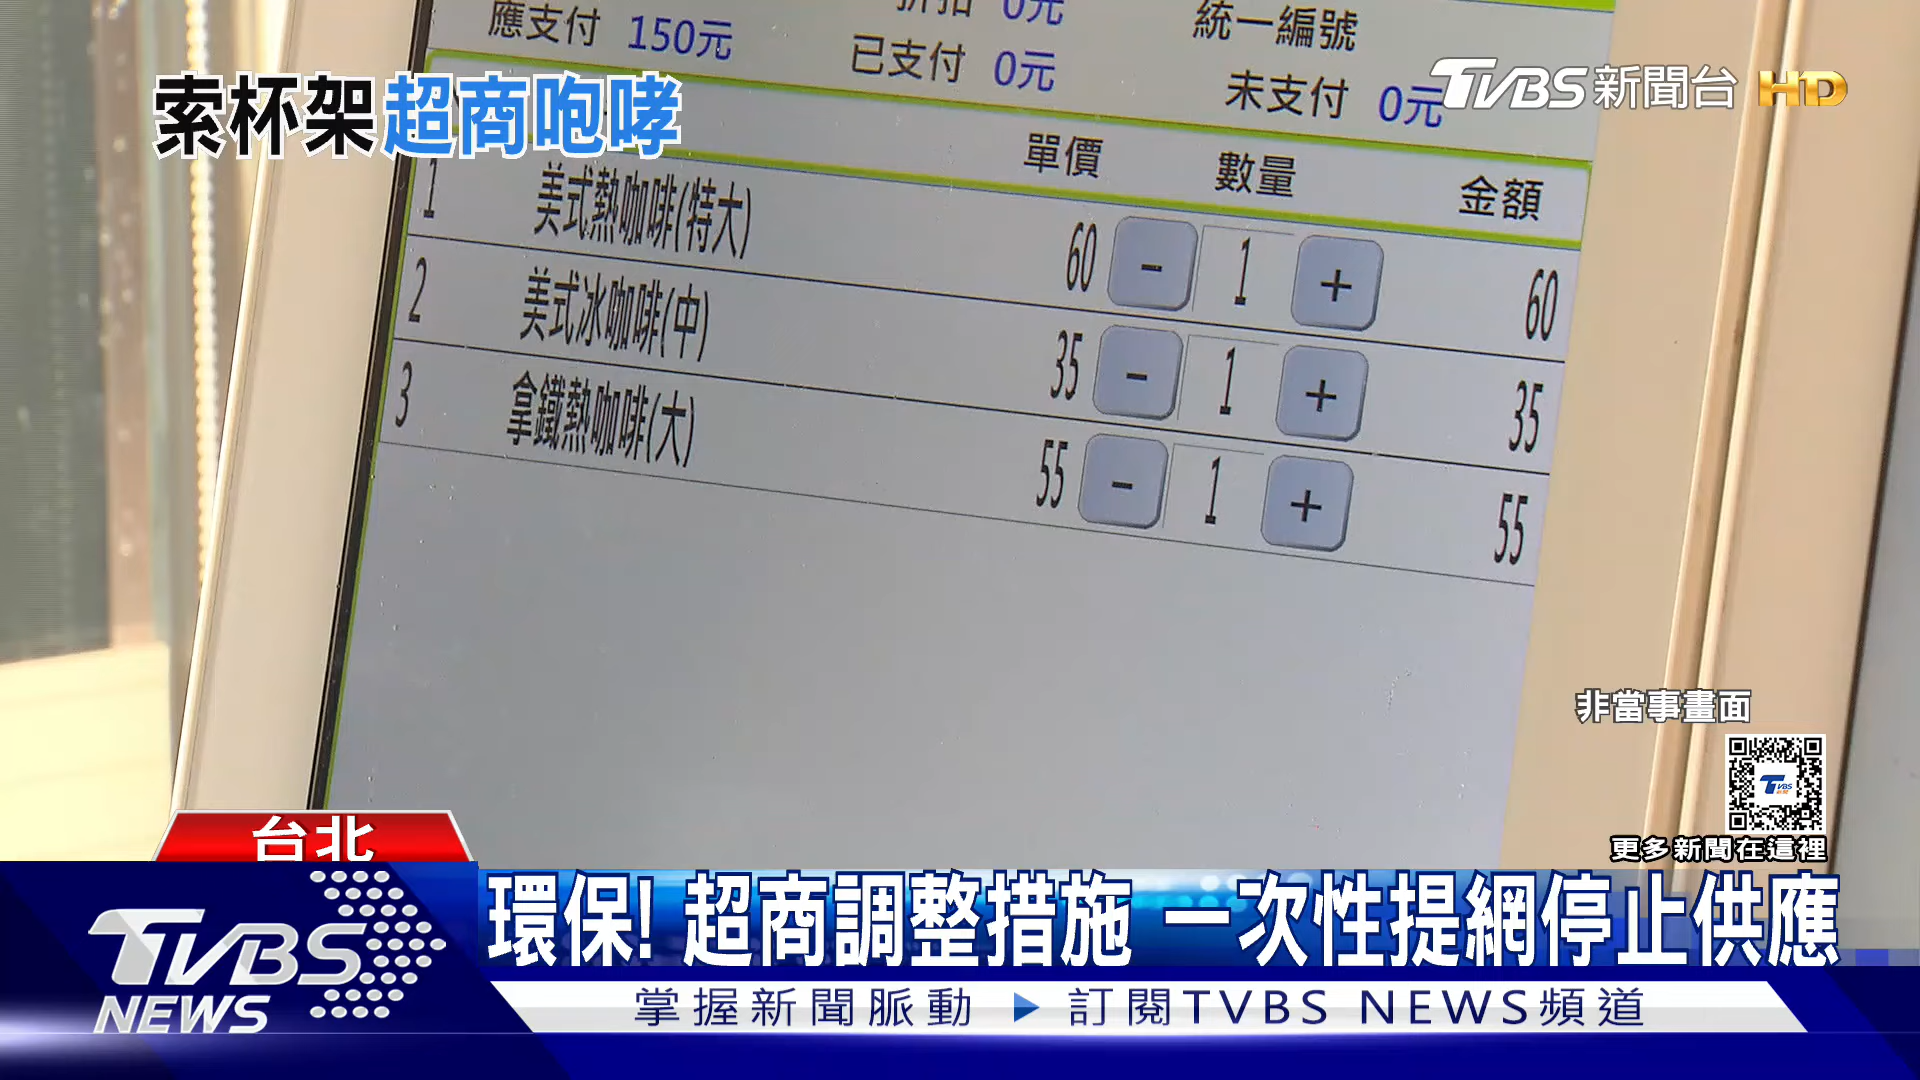 應支付 150元 折扣 0元 統一編號
已支付 0元 未支付 0元
TVBS新聞台 HD
索杯架超商咆哮
單價 數量 金額
1 美式熱咖啡(特大) 60 - 1 + 60
2 美式冰咖啡(中) 35 - 1 + 35
3 拿鐵熱咖啡(大) 55 - 1 + 55
非當事畫面
TVBS
更多新聞在這裡
台北
環保! 超商調整措施 一次性提網停止供應
TVBS NEWS
掌握新聞脈動 ▶ 訂閱TVBS NEWS頻道